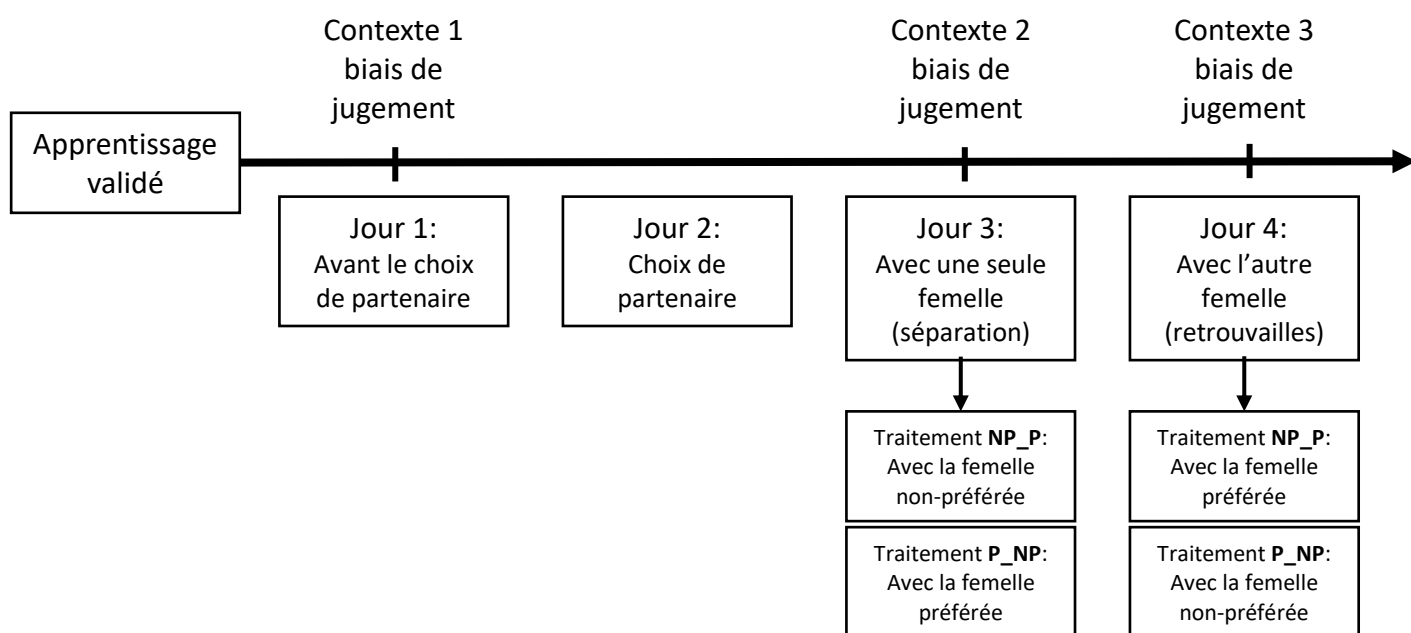 Contexte 1
biais de
jugement
Contexte 2
biais de
jugement
Contexte 3
biais de
jugement
Apprentissage
validé
Jour 1:
Avant le choix
de partenaire
Jour 2:
Choix de
partenaire
Jour 3:
Avec une seule
femelle
(séparation)
Jour 4:
Avec l’autre
femelle
(retrouvailles)
Traitement NP_P:
Avec la femelle
non-préférée
Traitement NP_P:
Avec la femelle
préférée
Traitement P_NP:
Avec la femelle
préférée
Traitement P_NP:
Avec la femelle
non-préférée